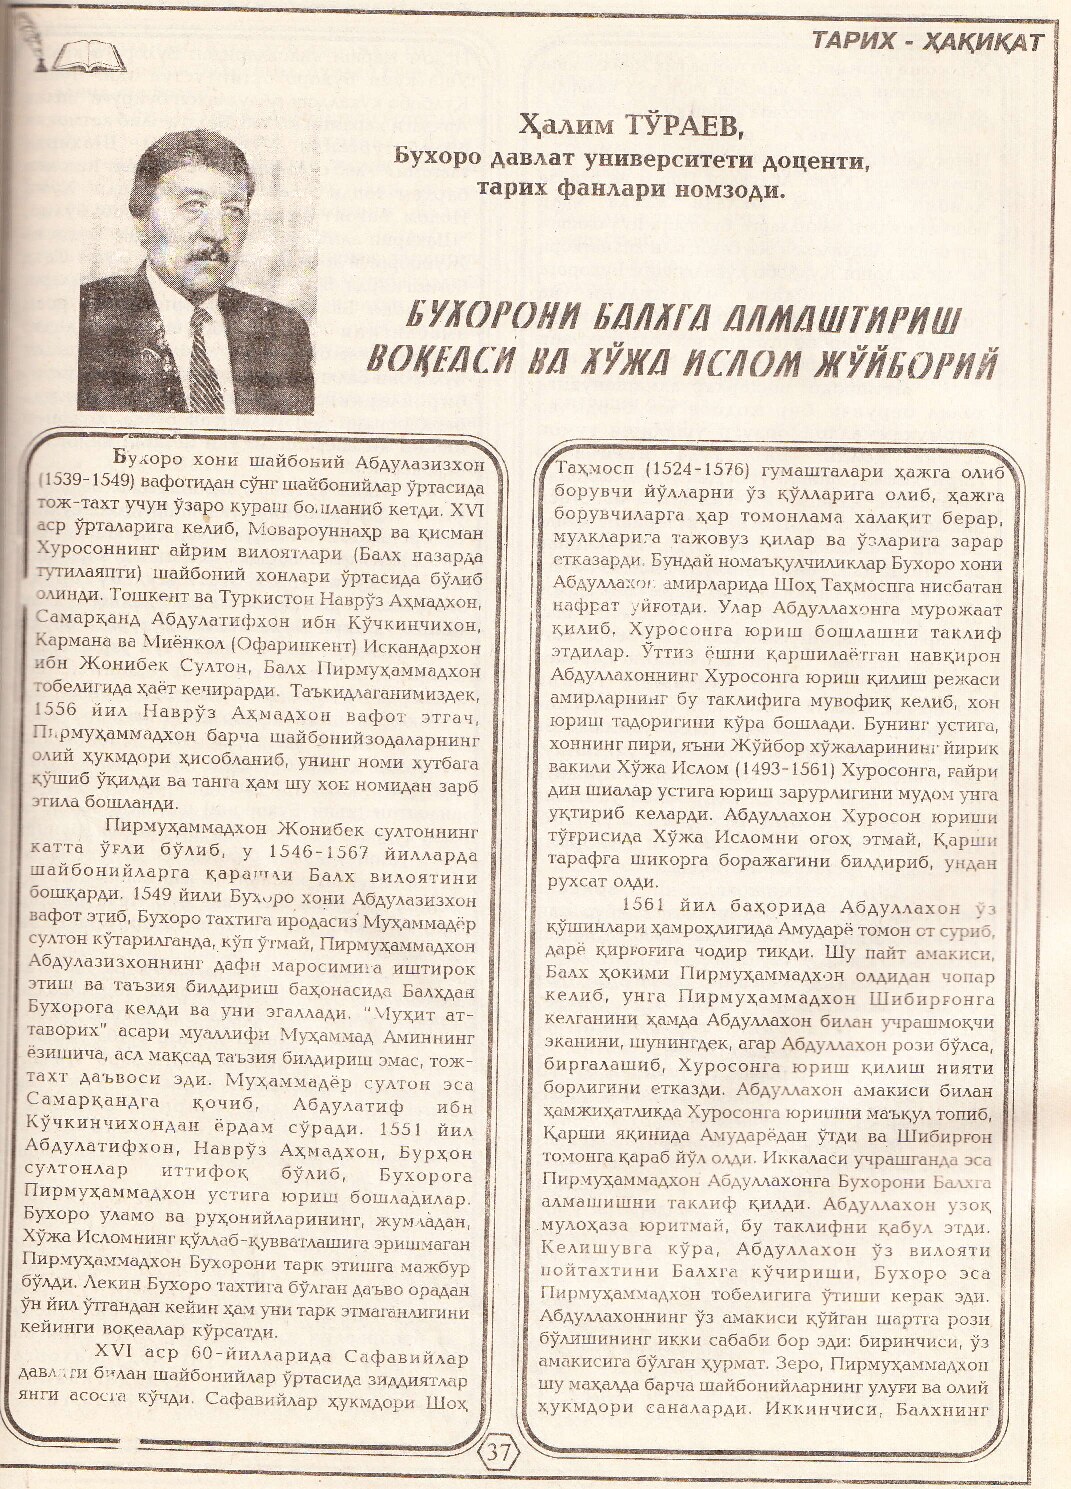 ТАРИХ - ҲАҚИҚАТ
Ҳалим ТЎРАЕВ,
Бухоро давлат университети доценти,
тарих фанлари номзоди.
БУХОРОНИ БАЛХГА АЛМАШТИРИШ
ВОҚЕАСИ ВА ХЎЖА ИСЛОМ ЖЎЙБОРИЙ
Бухоро хони шайбоний Абдулазизхон
(1539-1549) вафотидан сўнг шайбонийлар ўртасида
тож-тахт учун ўзаро кураш бошланиб кетди. XVI
аср ўрталарига келиб, Мовароуннаҳр ва қисман
Хуросоннинг айрим вилоятлари (Балх назарда
тутилаяпти) шайбоний хонлари ўртасида бўлиб
олинди. Тошкент ва Туркистон Наврўз Аҳмадхон,
Самарқанд Абдулатифхон ибн Кўчкинчихон,
Кармана ва Миёнкол (Офаринкент) Искандархон
ибн Жонибек Султон, Балх Пирмуҳаммадхон
тобелигида ҳаёт кечирарди. Таъкидлаганимиздек,
1556 йил Наврўз Аҳмадхон вафот этгач,
Пирмуҳаммадхон барча шайбонийзодаларнинг
олий ҳукмдори ҳисобланиб, унинг номи хутбага
қўшиб ўқилди ва танга ҳам шу хон номидан зарб
этила бошланди.
Пирмуҳаммадхон Жонибек султоннинг
катта ўғли бўлиб, у 1546-1567 йилларда
шайбонийларга қарашли Балх вилоятини
бошқарди. 1549 йили Бухоро хони Абдулазизхон
вафот этиб, Бухоро тахтига иродасиз Муҳаммадёр
султон кўтарилганда, кўп ўтмай, Пирмуҳаммадхон
Абдулазизхоннинг дафн маросимига иштирок
этиш ва таъзия билдириш баҳонасида Балхдан
Бухорога келди ва уни эгаллади. "Муҳит ат-
таворих" асари муаллифи Муҳаммад Аминнинг
ёзишича, асл мақсад таъзия билдириш эмас, тож-
тахт даъвоси эди. Муҳаммадёр султон эса
Самарқандга қочиб, Абдулатиф ибн
Кўчкинчихондан ёрдам сўради. 1551 йил
Абдулатифхон, Наврўз Аҳмадхон, Бурҳон
султонлар иттифоқ бўлиб, Бухорога
Пирмуҳаммадхон устига юриш бошладилар.
Бухоро уламо ва руҳонийларининг, жумладан,
Хўжа Исломнинг қўллаб-қувватлашига эришмаган
Пирмуҳаммадхон Бухорони тарк этишга мажбур
бўлди. Лекин Бухоро тахтига бўлган даъво орадан
ўн йил ўтгандан кейин ҳам уни тарк этмаганлигини
кейинги воқеалар кўрсатди.
XVI аср 60-йилларида Сафавийлар
давлати билан шайбонийлар ўртасида зиддиятлар
янги асосга кўчди. Сафавийлар ҳукмдори Шоҳ
Таҳмосп (1524-1576) гумашталари ҳажга олиб
борувчи йўлларни ўз қўлларига олиб, ҳажга
борувчиларга ҳар томонлама халақит берар,
мулкларига тажовуз қилар ва ўзларига зарар
етказарди. Бундай номаъқулчиликлар Бухоро хони
Абдуллахон амирларида Шоҳ Таҳмоспга нисбатан
нафрат уйғотди. Улар Абдуллахонга мурожаат
қилиб, Хуросонга юриш бошлашни таклиф
этдилар. Ўттиз ёшни қаршилаётган навқирон
Абдуллахоннинг Хуросонга юриш қилиш режаси
амирларнинг бу таклифига мувофиқ келиб, хон
юриш тадоригини кўра бошлади. Бунинг устига,
хоннинг пири, яъни Жўйбор хўжаларининг йирик
вакили Хўжа Ислом (1493-1561) Хуросонга, ғайри
дин шиалар устига юриш зарурлигини мудом унга
уқтириб келарди. Абдуллахон Хуросон юриши
тўғрисида Хўжа Исломни огоҳ этмай, Қарши
тарафга шикорга боражагини билдириб, ундан
рухсат олди.
1561 йил баҳорида Абдуллахон ўз
қўшинлари ҳамроҳлигида Амударё томон от суриб,
дарё қирғоғига чодир тикди. Шу пайт амакиси,
Балх ҳокими Пирмуҳаммадхон олдидан чопар
келиб, унга Пирмуҳаммадхон Шибирғонга
келганини ҳамда Абдуллахон билан учрашмоқчи
эканини, шунингдек, агар Абдуллахон рози бўлса,
биргалашиб, Хуросонга юриш қилиш нияти
борлигини етказди. Абдуллахон амакиси билан
ҳамжиҳатликда Хуросонга юришни маъқул топиб,
Қарши яқинида Амударёдан ўтди ва Шибирғон
томонга қараб йўл олди. Иккаласи учрашганда эса
Пирмуҳаммадхон Абдуллахонга Бухорони Балхга
алмашишни таклиф қилди. Абдуллахон узоқ
мулоҳаза юритмай, бу таклифни қабул этди.
Келишувга кўра, Абдуллахон ўз вилояти
пойтахтини Балхга кўчириши, Бухоро эса
Пирмуҳаммадхон тобелигига ўтиши керак эди.
Абдуллахоннинг ўз амакиси қўйган шартга рози
бўлишининг икки сабаби бор эди: биринчиси, ўз
амакисига бўлган ҳурмат. Зеро, Пирмуҳаммадхон
шу маҳалда барча шайбонийларнинг улуғи ва олий
ҳукмдори саналарди. Иккинчиси, Балхнинг
37